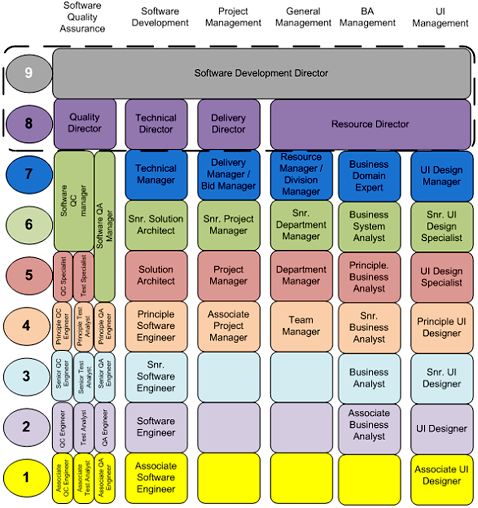 Software
Quality
Assurance
Software
Development
Project
Management
General
Management
BA
Management
UI
Management
9
Software Development Director
8
Quality
Director
Technical
Director
Delivery
Director
Resource Director
7
Software
QC
manager
Software QA
Manager
Technical
Manager
Delivery
Manager /
Bid Manager
Resource
Manager /
Division
Manager
Business
Domain
Expert
UI Design
Manager
6
Snr. Solution
Architect
Snr. Project
Manager
Snr.
Department
Manager
Business
System
Analyst
Snr. UI
Design
Specialist
5
QC Specialist
Test Specialist
Solution
Architect
Project
Manager
Department
Manager
Principle.
Business
Analyst
UI Design
Specialist
4
Principle QC
Engineer
Principle Test
Analyst
Principle QA
Engineer
Principle
Software
Engineer
Associate
Project
Manager
Team
Manager
Snr.
Business
Analyst
Principle UI
Designer
3
Senior QC
Engineer
Senior Test
Analyst
Senior QA
Engineer
Snr.
Software
Engineer
Business
Analyst
Snr. UI
Designer
2
QC Engineer
Test Analyst
QA Engineer
Software
Engineer
Associate
Business
Analyst
UI Designer
1
Associate
QC Engineer
Associate
Test Analyst
Associate
QA Engineer
Associate
Software
Engineer
Associate UI
Designer